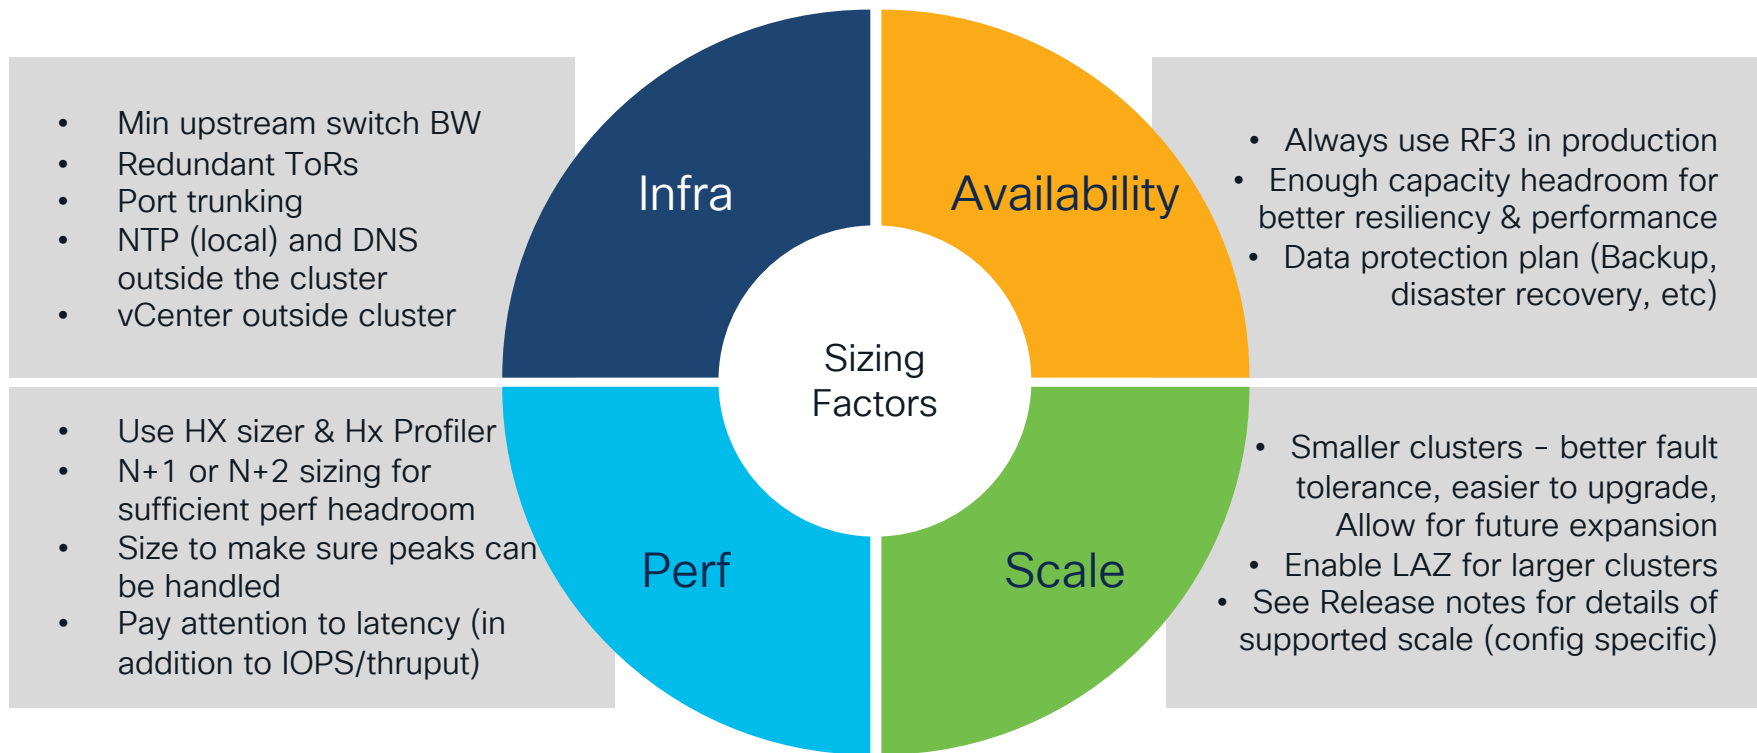 • Min upstream switch BW
• Redundant ToRs
• Port trunking
• NTP (local) and DNS
outside the cluster
• vCenter outside cluster
Infra
Availability
• Always use RF3 in production
• Enough capacity headroom for
better resiliency & performance
• Data protection plan (Backup,
disaster recovery, etc)
Sizing
Factors
• Use HX sizer & Hx Profiler
• N+1 or N+2 sizing for
sufficient perf headroom
• Size to make sure peaks can
be handled
• Pay attention to latency (in
addition to IOPS/thruput)
Perf
Scale
• Smaller clusters - better fault
tolerance, easier to upgrade,
Allow for future expansion
• Enable LAZ for larger clusters
• See Release notes for details of
supported scale (config specific)